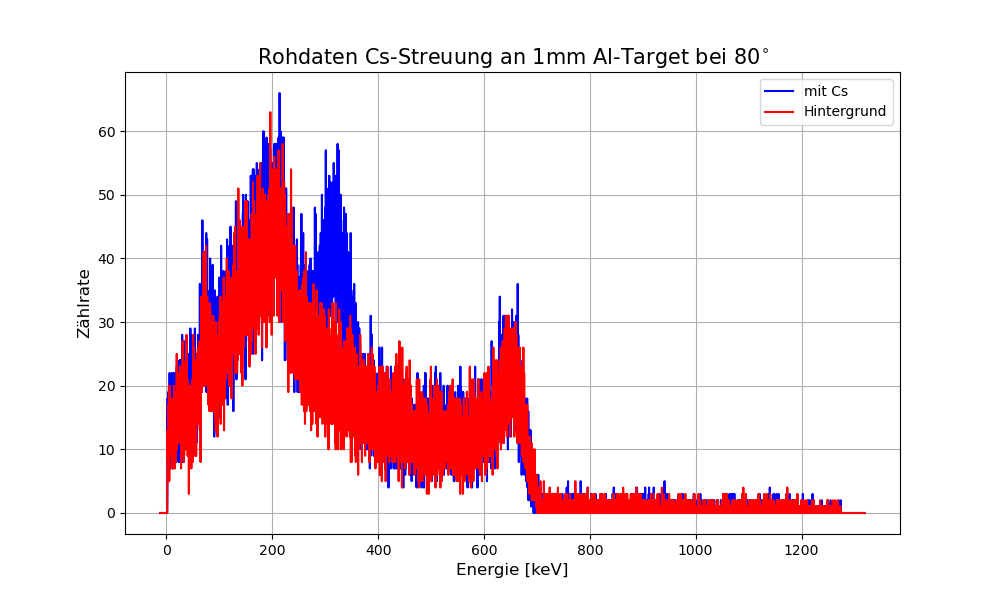 Rohdaten Cs-Streuung an 1mm Al-Target bei 80°
mit Cs
Hintergrund
Zählrate
60
50
40
30
20
10
0
0 200 400 600 800 1000 1200
Energie [keV]